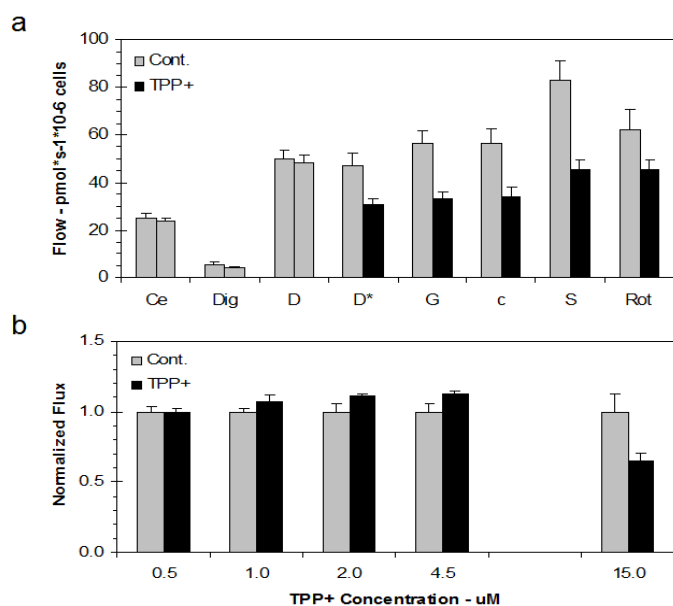 a
100
80
60
40
20
0
Flow - pmol*s-1*10-6 cells
Cont.
TPP+
Ce Dig D D* G c S Rot
b
1.5
1.0
0.5
0.0
Normalized Flux
Cont.
TPP+
0.5 1.0 2.0 4.5 15.0
TPP+ Concentration - uM